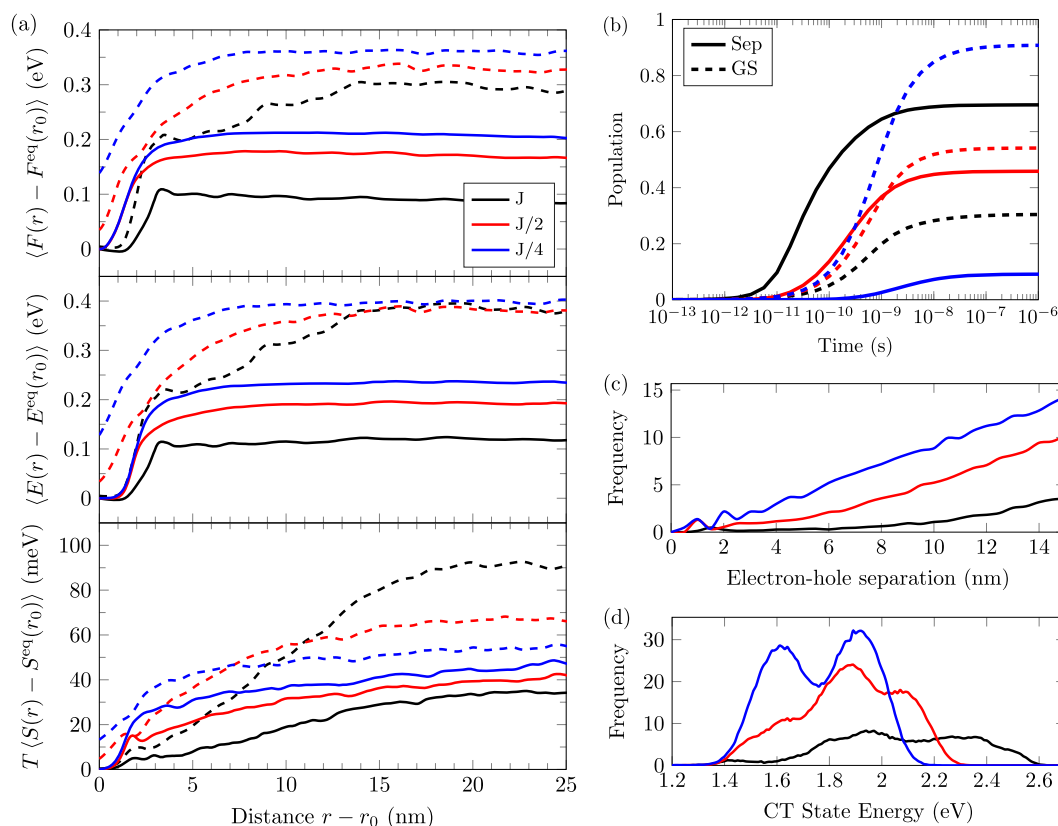 (a)
0.4
0.3
0.2
0.1
0
⟨F(r) − F^eq(r₀)⟩ (eV)
J
J/2
J/4
0.4
0.3
0.2
0.1
0
⟨E(r) − E^eq(r₀)⟩ (eV)
100
80
60
40
20
0
T ⟨S(r) − S^eq(r₀)⟩ (meV)
0 5 10 15 20 25
Distance r − r₀ (nm)
(b)
1
0.8
0.6
0.4
0.2
0
Population
Sep
GS
10⁻¹³ 10⁻¹² 10⁻¹¹ 10⁻¹⁰ 10⁻⁹ 10⁻⁸ 10⁻⁷ 10⁻⁶
Time (s)
(c)
15
10
5
0
Frequency
0 2 4 6 8 10 12 14
Electron-hole separation (nm)
(d)
30
20
10
0
Frequency
1.2 1.4 1.6 1.8 2 2.2 2.4 2.6
CT State Energy (eV)